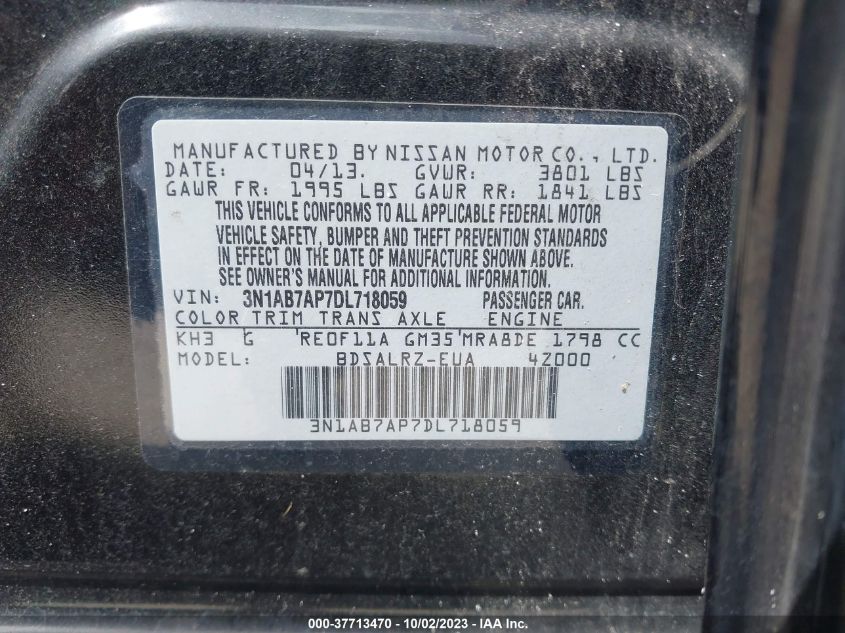 MANUFACTURED BY NISSAN MOTOR CO., LTD.
DATE: 04/13. GVWR: 3801 LBS
GAWR FR: 1995 LBS GAWR RR: 1841 LBS
THIS VEHICLE CONFORMS TO ALL APPLICABLE FEDERAL MOTOR
VEHICLE SAFETY, BUMPER AND THEFT PREVENTION STANDARDS
IN EFFECT ON THE DATE OF MANUFACTURE SHOWN ABOVE.
SEE OWNER'S MANUAL FOR ADDITIONAL INFORMATION.
VIN: 3N1AB7AP7DL718059 PASSENGER CAR.
COLOR TRIM TRANS AXLE ENGINE
KH3 G RE0F11A GM35 MRA8DE 1798 CC
MODEL: BDSALRZ-EUA 4Z000
3N1AB7AP7DL718059
000-37713470 - 10/02/2023 - IAA Inc.